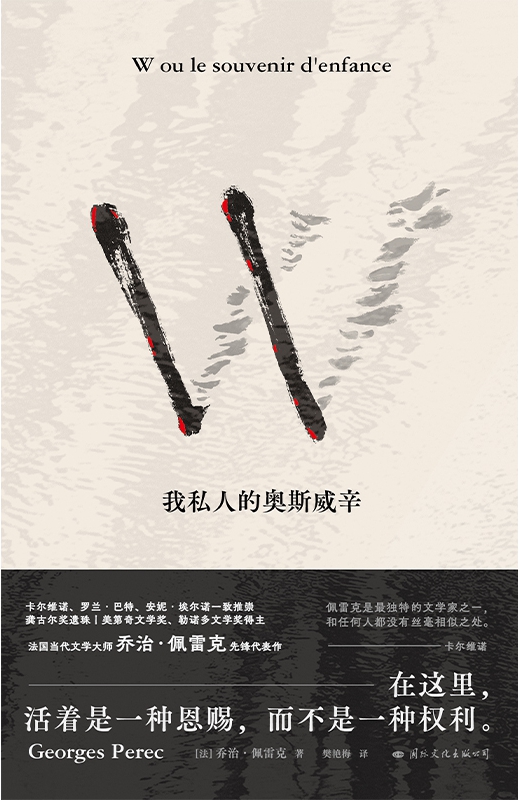 W ou le souvenir d'enfance
W
我私人的奥斯威辛
卡尔维诺、罗兰·巴特、安妮·埃尔诺一致推崇
龚古尔奖遗珠丨美第奇文学奖、勒诺多文学奖得主
法国当代文学大师 乔治·佩雷克 先锋代表作
佩雷克是最独特的文学家之一，
和任何人都没有丝毫相似之处。
——卡尔维诺
在这里，
活着是一种恩赐，而不是一种权利。
Georges Perec [法] 乔治·佩雷克 著 樊艳梅 译 国际文化出版公司